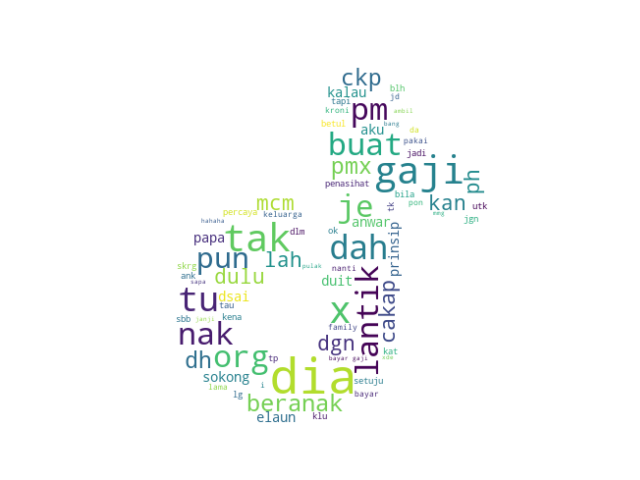 ckp
blh
kalau
jd
tapi
pm
kroni
ambil
betul
bang
aku
da
buat
pakai
jadi
pmx
gaji
ph
penasihat
bila
tk
mcm
je
kan
pon
utk
percaya
keluarga
mmg
jgn
hahaha
anwar
tak
dlm
ok
papa
dah
prinsip
pun
lah
pulak
nanti
skrg
ank
dulu
duit
lantik
sapa
tu
dsai
x
cakap
tau
sbb
janji
kena
family
nak
dgn
dh
org
tp
bayar gaji
kat
sokong
i
dia
setuju
lama
lg
beranak
bayar
elaun
klu